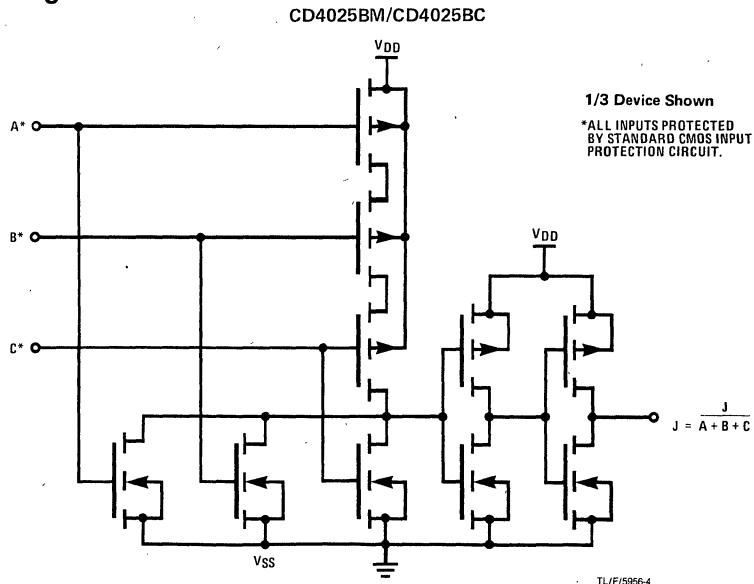 CD4025BM/CD4025BC
VDD
1/3 Device Shown
*ALL INPUTS PROTECTED
BY STANDARD CMOS INPUT
PROTECTION CIRCUIT.
A*
B*
VDD
C*
J
J = A + B + C
VSS
TL/F/5956-4